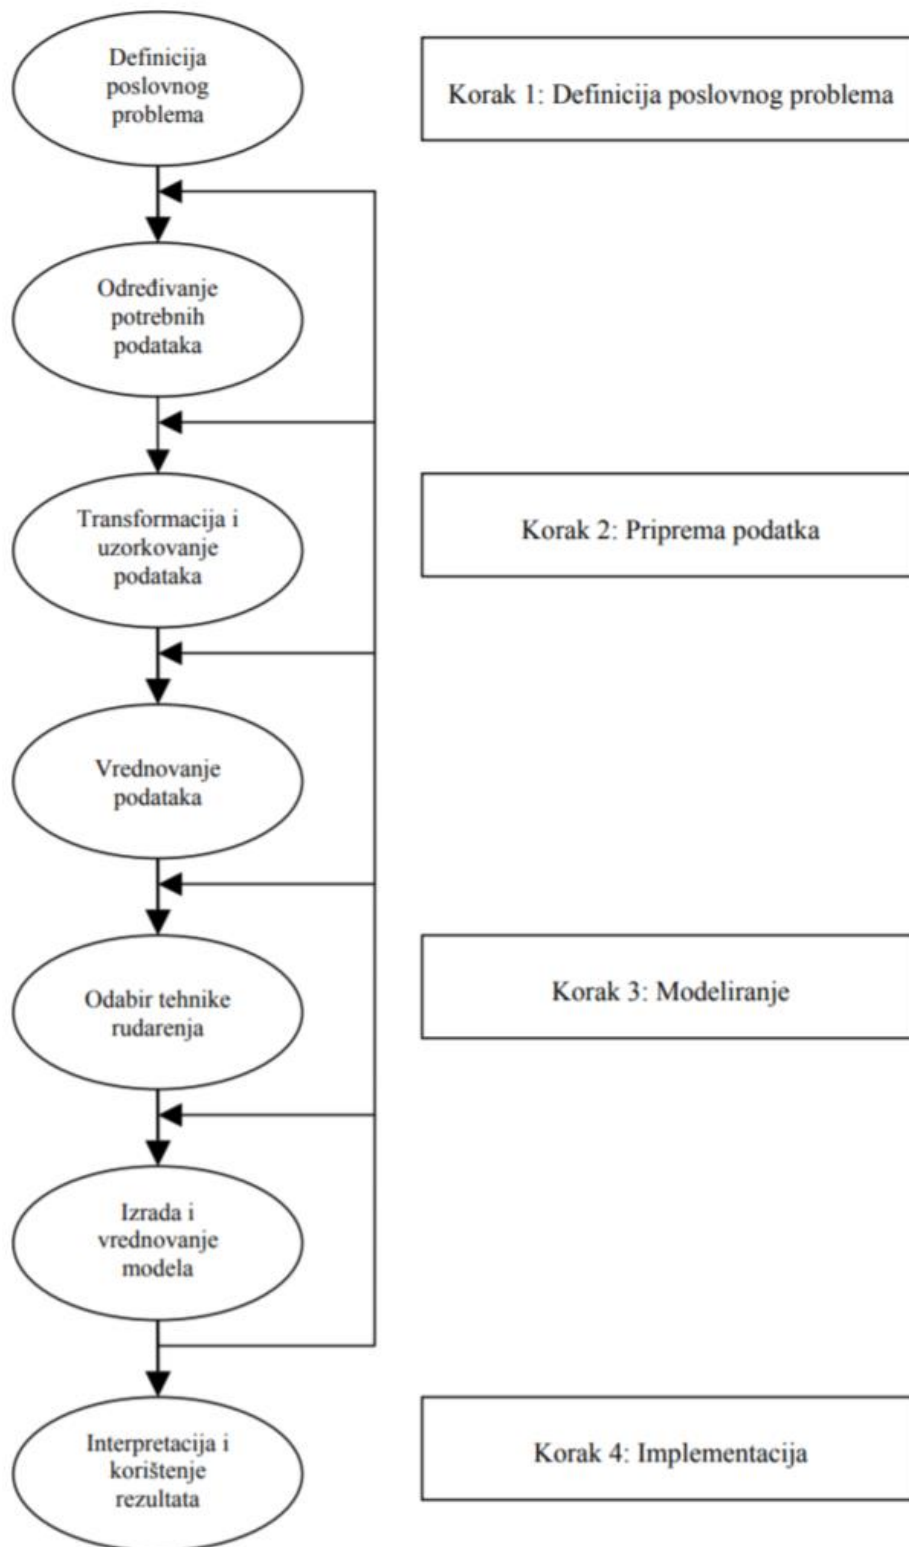 Definicija
poslovnog
problema
Korak 1: Definicija poslovnog problema
Određivanje
potrebnih
podataka
Transformacija i
uzorkovanje
podataka
Korak 2: Priprema podatka
Vrednovanje
podataka
Odabir tehnike
rudarenja
Korak 3: Modeliranje
Izrada i
vrednovanje
modela
Interpretacija i
korištenje
rezultata
Korak 4: Implementacija